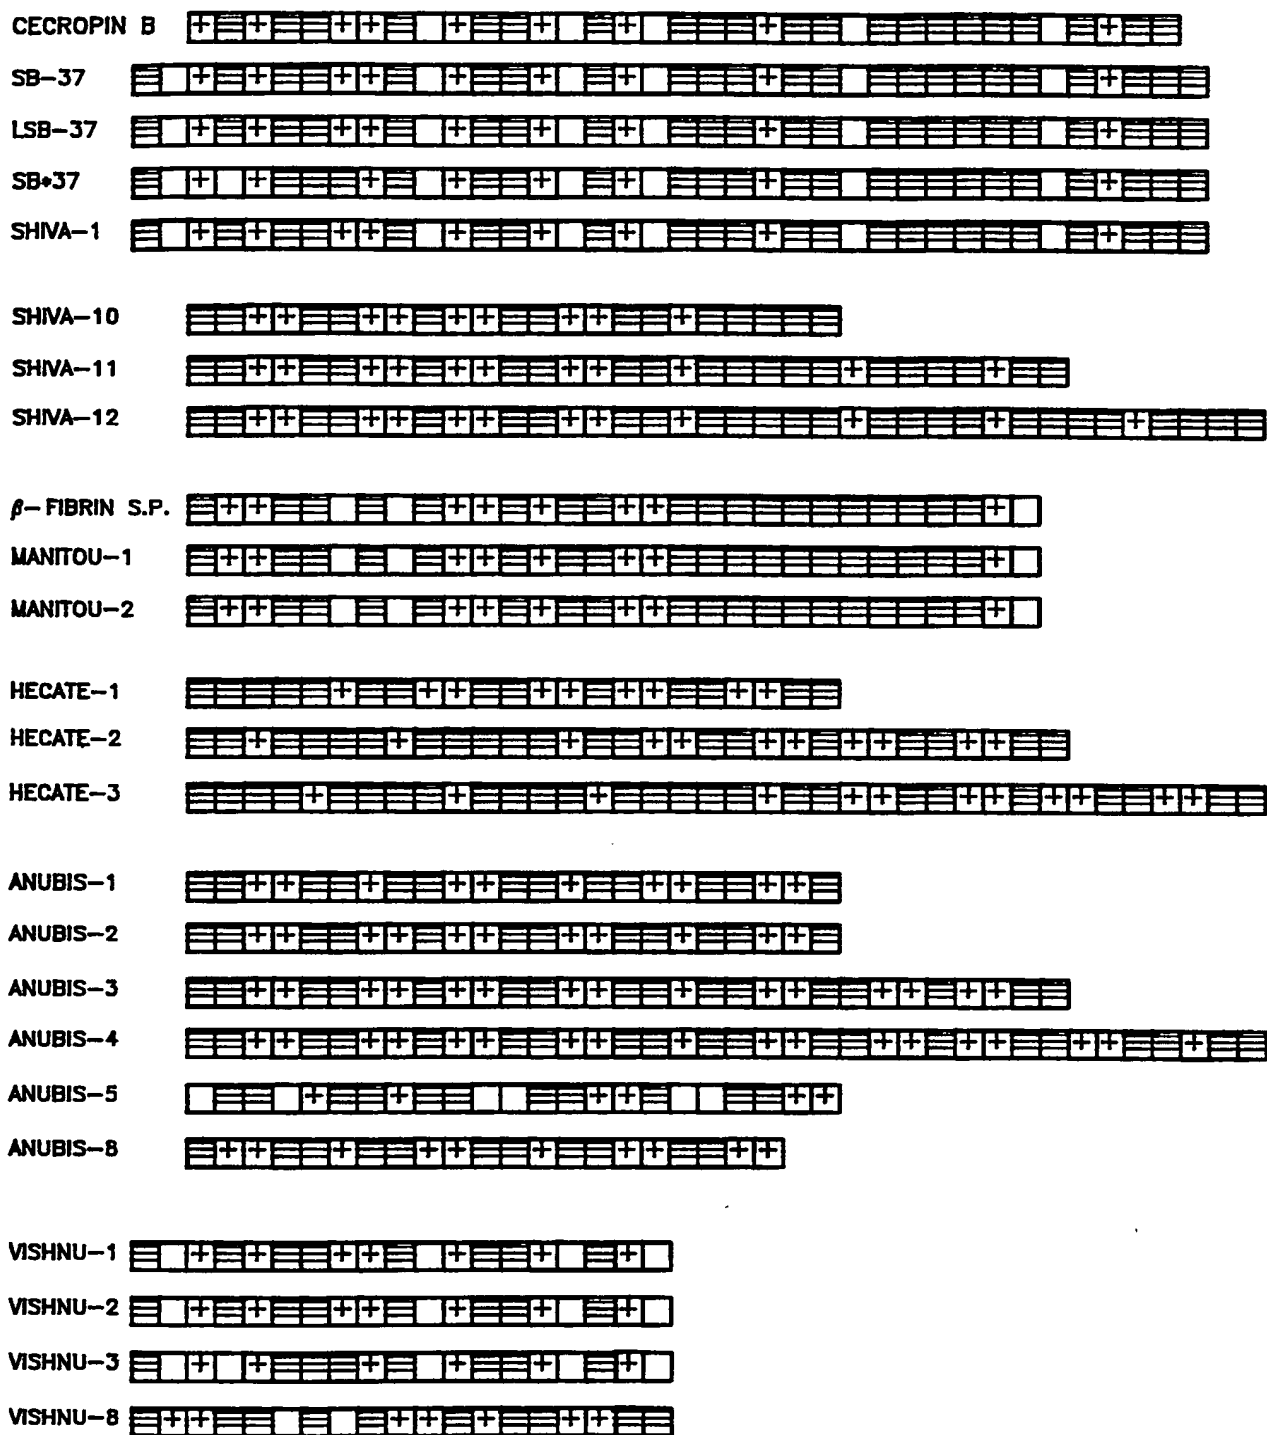 CECROPIN B
SB-37
LSB-37
SB*37
SHIVA-1
SHIVA-10
SHIVA-11
SHIVA-12
β-FIBRIN S.P.
MANITOU-1
MANITOU-2
HECATE-1
HECATE-2
HECATE-3
ANUBIS-1
ANUBIS-2
ANUBIS-3
ANUBIS-4
ANUBIS-5
ANUBIS-8
VISHNU-1
VISHNU-2
VISHNU-3
VISHNU-8